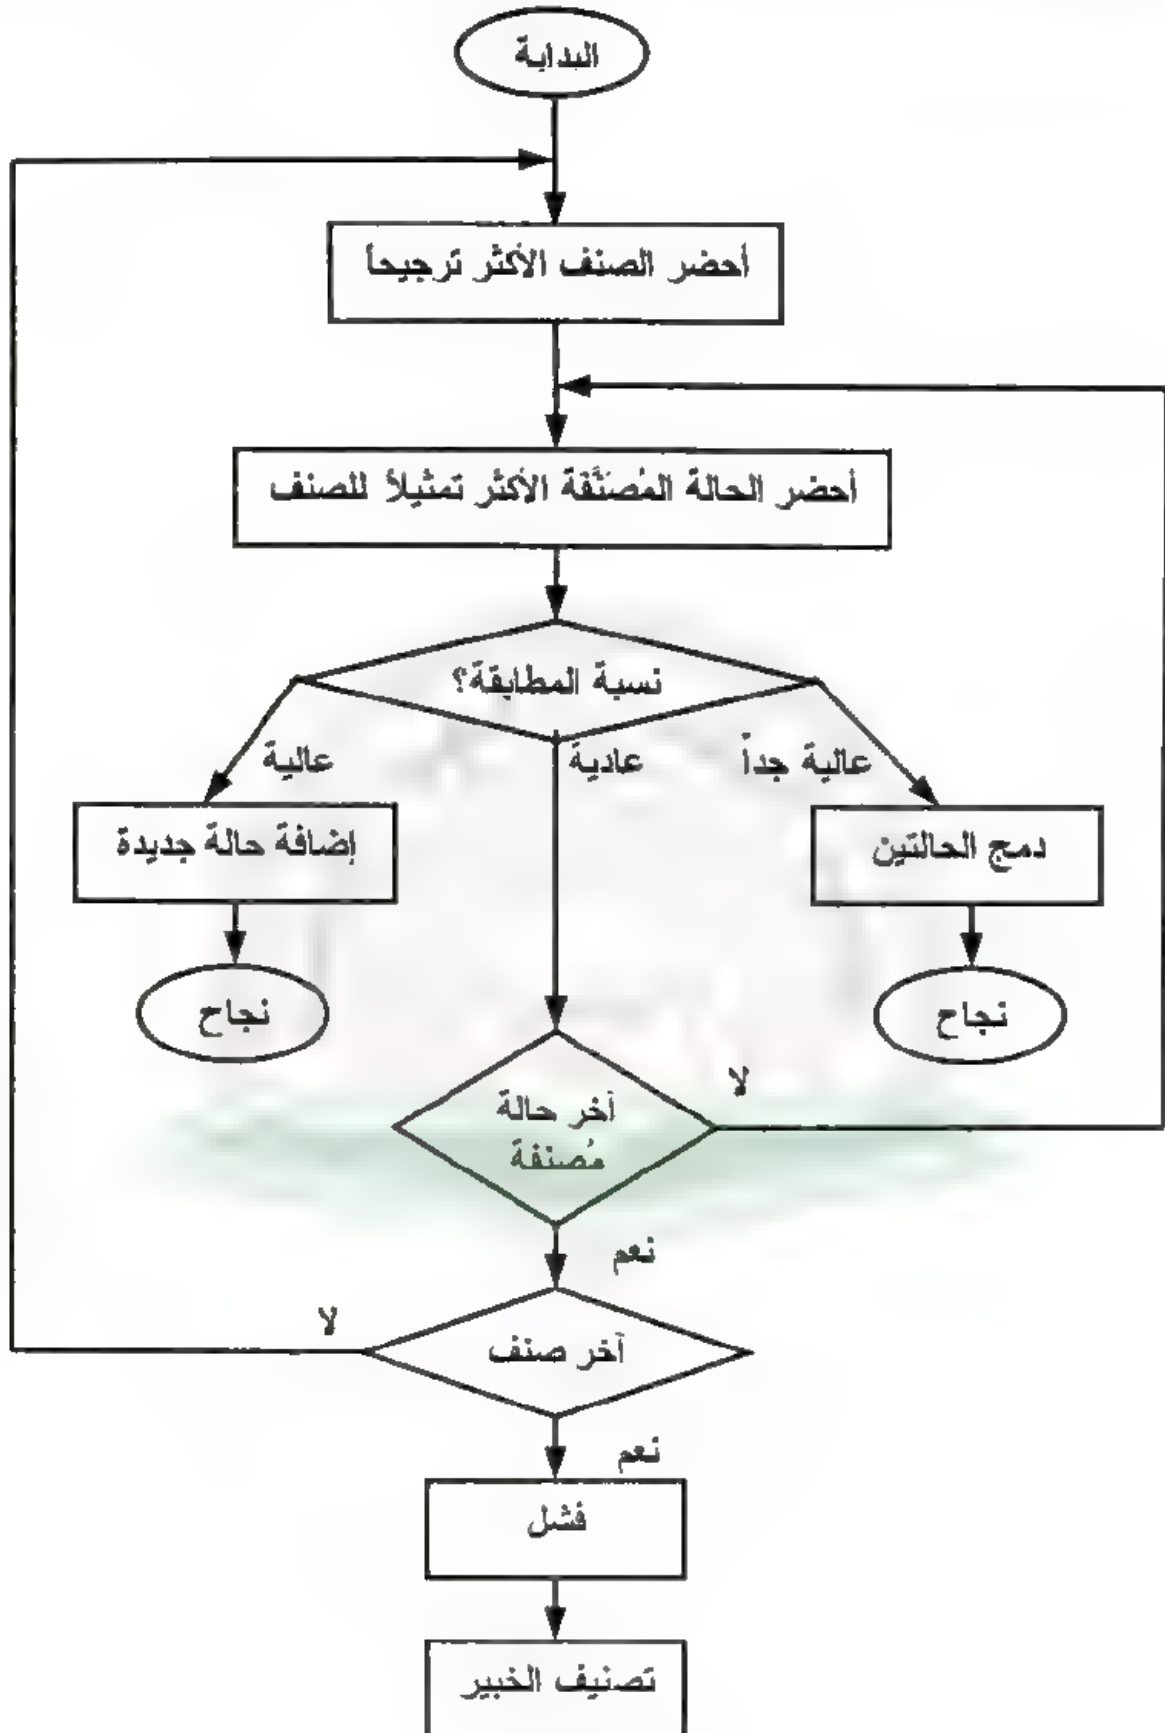 البداية
أحضر الصنف الأكثر ترجيحاً
أحضر الحالة المُصَنَّفة الأكثر تمثيلاً للصنف
نسبة المطابقة؟
عالية جداً
عادية
عالية
دمج الحالتين
إضافة حالة جديدة
نجاح
نجاح
آخر حالة
مُصنفة
لا
نعم
آخر صنف
لا
نعم
فشل
تصنيف الخبير